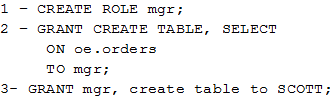 1 – CREATE ROLE mgr;
2 – GRANT CREATE TABLE, SELECT
ON oe.orders
TO mgr;
3- GRANT mgr, create table to SCOTT;